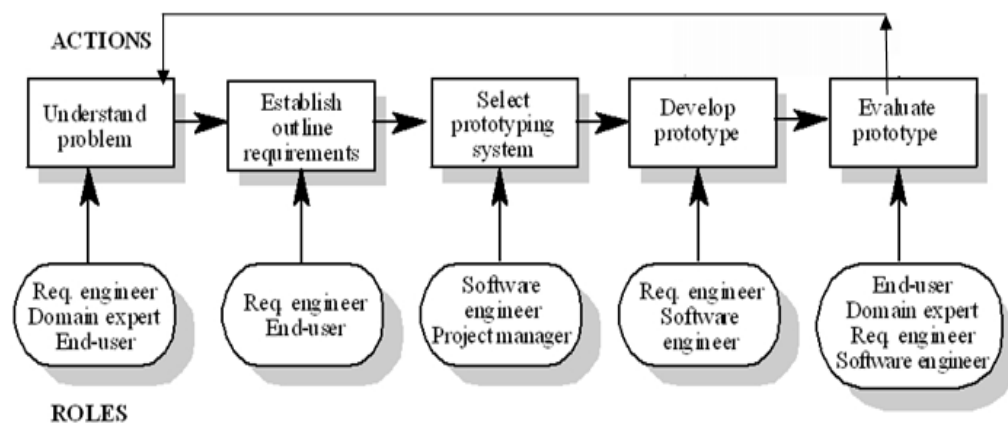 ACTIONS
Understand
problem
Establish
outline
requirements
Select
prototyping
system
Develop
prototype
Evaluate
prototype
Req. engineer
Domain expert
End-user
Req. engineer
End-user
Software
engineer
Project manager
Req. engineer
Software
engineer
End-user
Domain expert
Req. engineer
Software engineer
ROLES